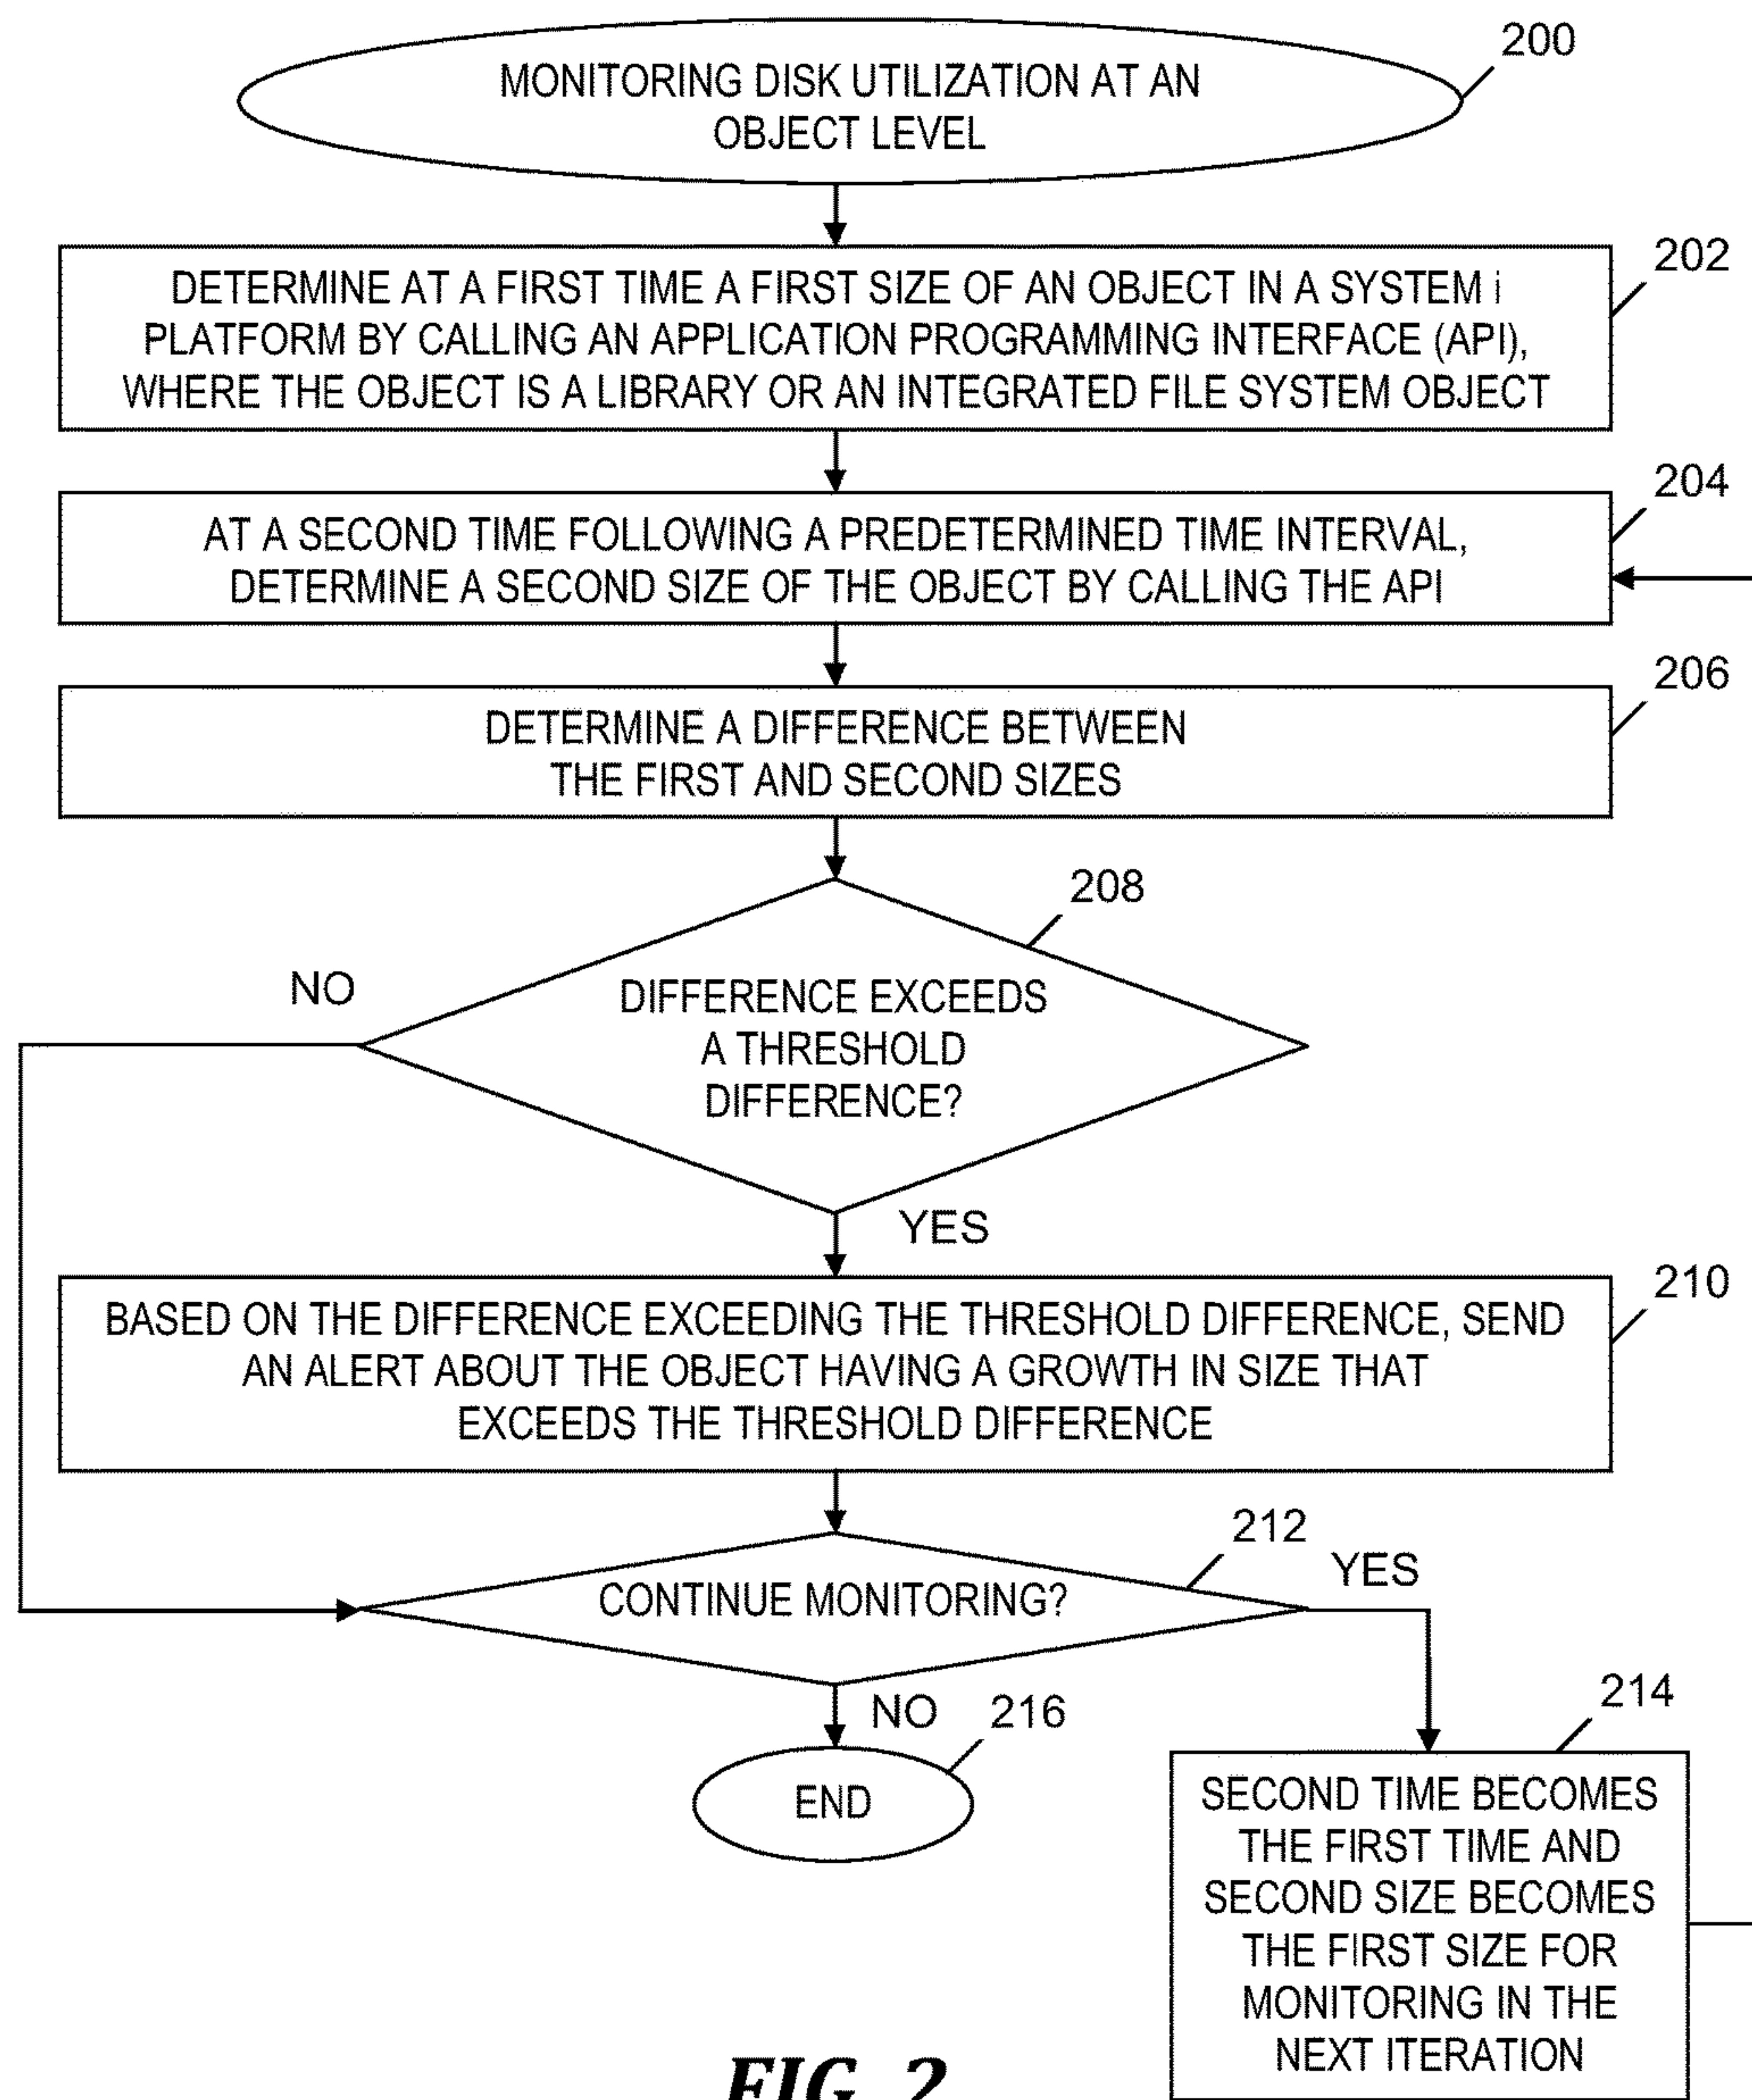 200
MONITORING DISK UTILIZATION AT AN
OBJECT LEVEL
202
DETERMINE AT A FIRST TIME A FIRST SIZE OF AN OBJECT IN A SYSTEM i
PLATFORM BY CALLING AN APPLICATION PROGRAMMING INTERFACE (API),
WHERE THE OBJECT IS A LIBRARY OR AN INTEGRATED FILE SYSTEM OBJECT
204
AT A SECOND TIME FOLLOWING A PREDETERMINED TIME INTERVAL,
DETERMINE A SECOND SIZE OF THE OBJECT BY CALLING THE API
206
DETERMINE A DIFFERENCE BETWEEN
THE FIRST AND SECOND SIZES
208
NO
DIFFERENCE EXCEEDS
A THRESHOLD
DIFFERENCE?
YES
210
BASED ON THE DIFFERENCE EXCEEDING THE THRESHOLD DIFFERENCE, SEND
AN ALERT ABOUT THE OBJECT HAVING A GROWTH IN SIZE THAT
EXCEEDS THE THRESHOLD DIFFERENCE
212
YES
CONTINUE MONITORING?
NO
216
214
END
SECOND TIME BECOMES
THE FIRST TIME AND
SECOND SIZE BECOMES
THE FIRST SIZE FOR
MONITORING IN THE
NEXT ITERATION
FIG. 2